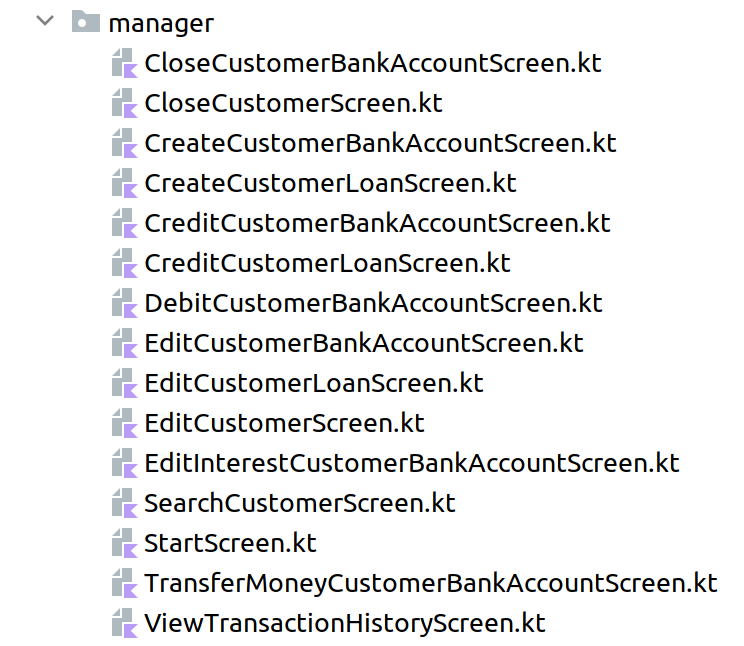 manager
CloseCustomerBankAccountScreen.kt
CloseCustomerScreen.kt
CreateCustomerBankAccountScreen.kt
CreateCustomerLoanScreen.kt
CreditCustomerBankAccountScreen.kt
CreditCustomerLoanScreen.kt
DebitCustomerBankAccountScreen.kt
EditCustomerBankAccountScreen.kt
EditCustomerLoanScreen.kt
EditCustomerScreen.kt
EditInterestCustomerBankAccountScreen.kt
SearchCustomerScreen.kt
StartScreen.kt
TransferMoneyCustomerBankAccountScreen.kt
ViewTransactionHistoryScreen.kt